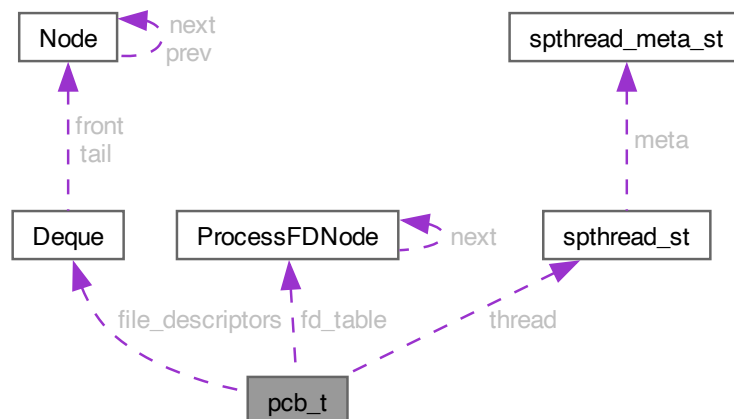 Node
next
prev
spthread_meta_st
front
tail
meta
Deque
ProcessFDNode
next
spthread_st
file_descriptors
fd_table
thread
pcb_t